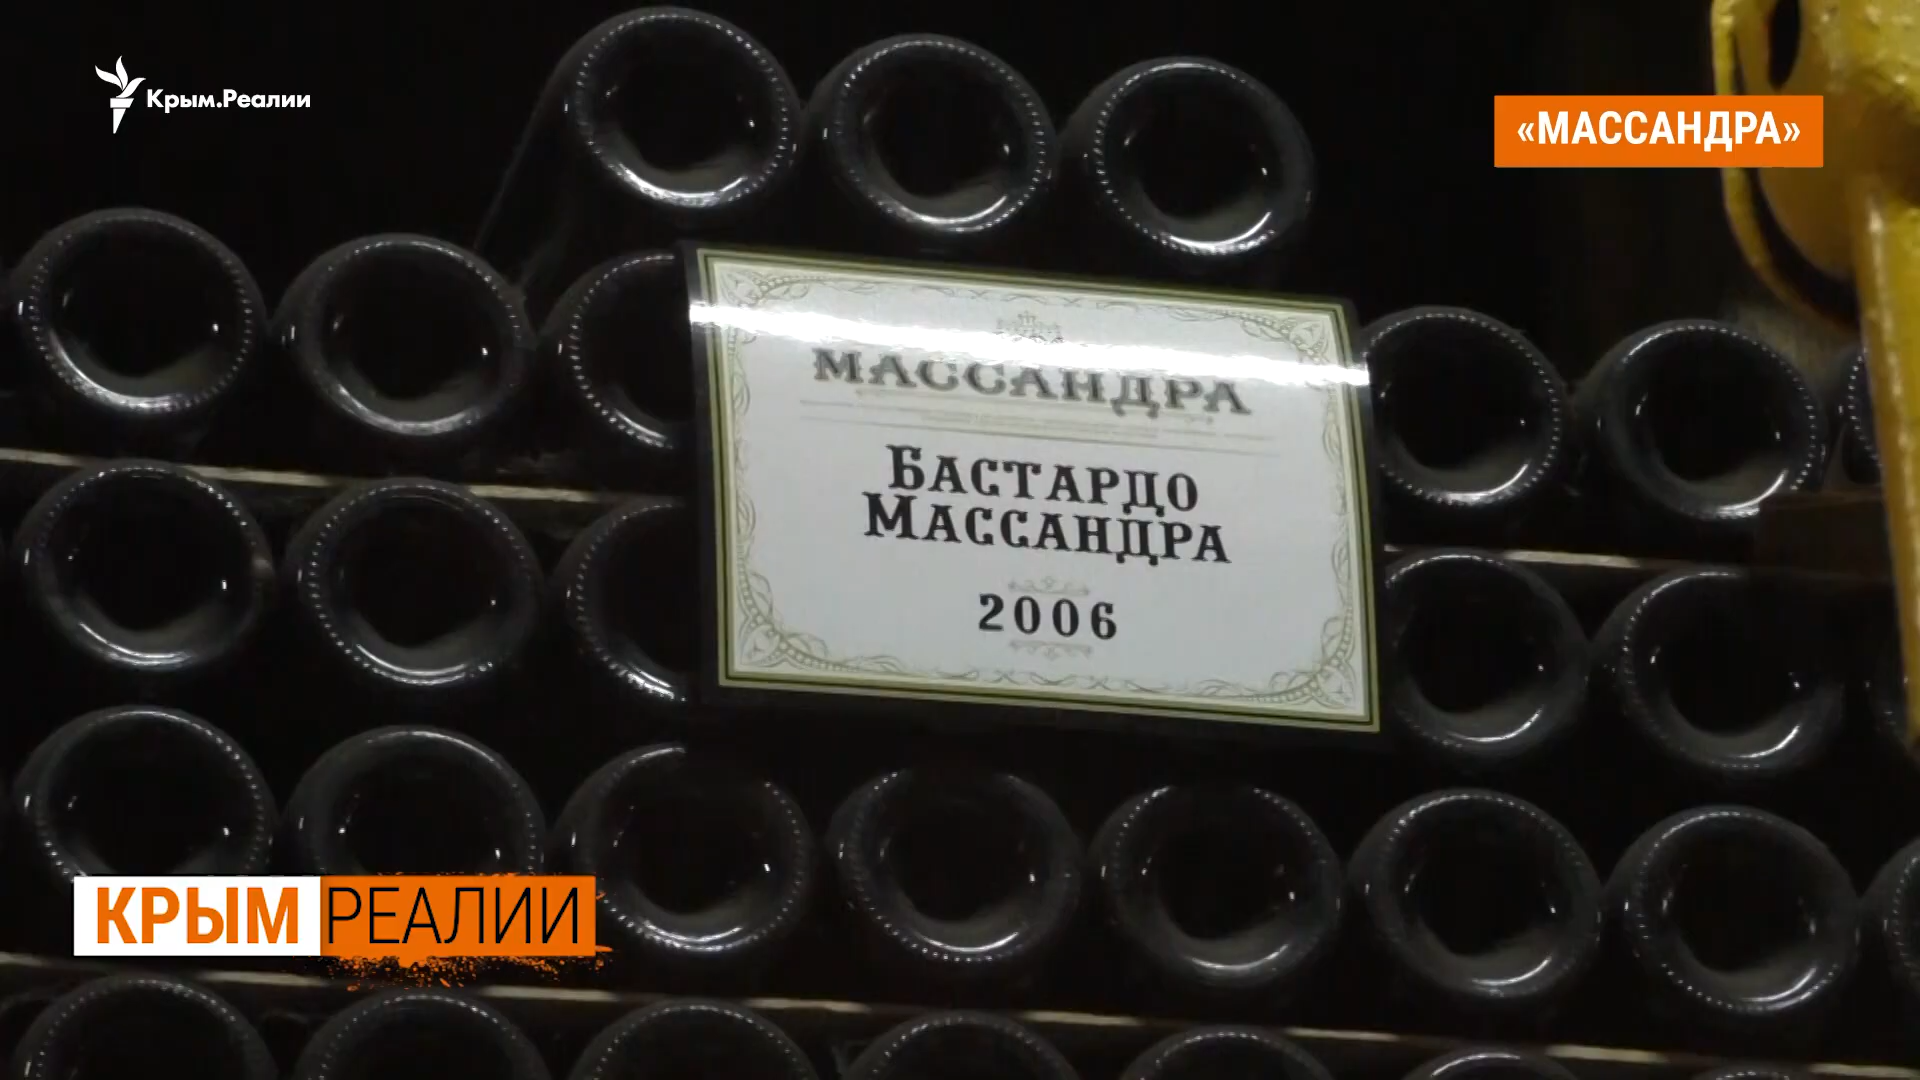 Крым.Реалии
«МАССАНДРА»
МАССАНДРА
БАСТАРДО
МАССАНДРА
2006
КРЫМ РЕАЛИИ